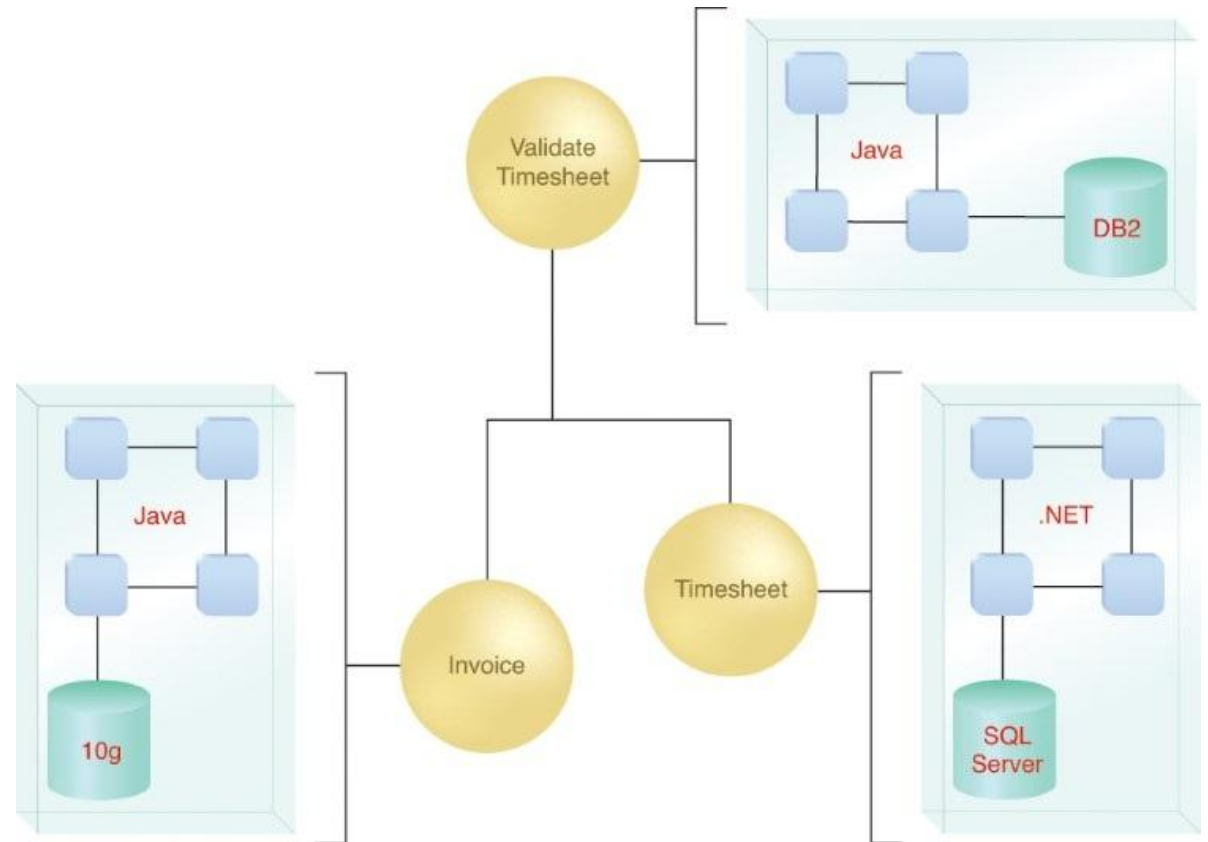 Validate
Timesheet
Java
DB2
Java
10g
Invoice
Timesheet
.NET
SQL
Server